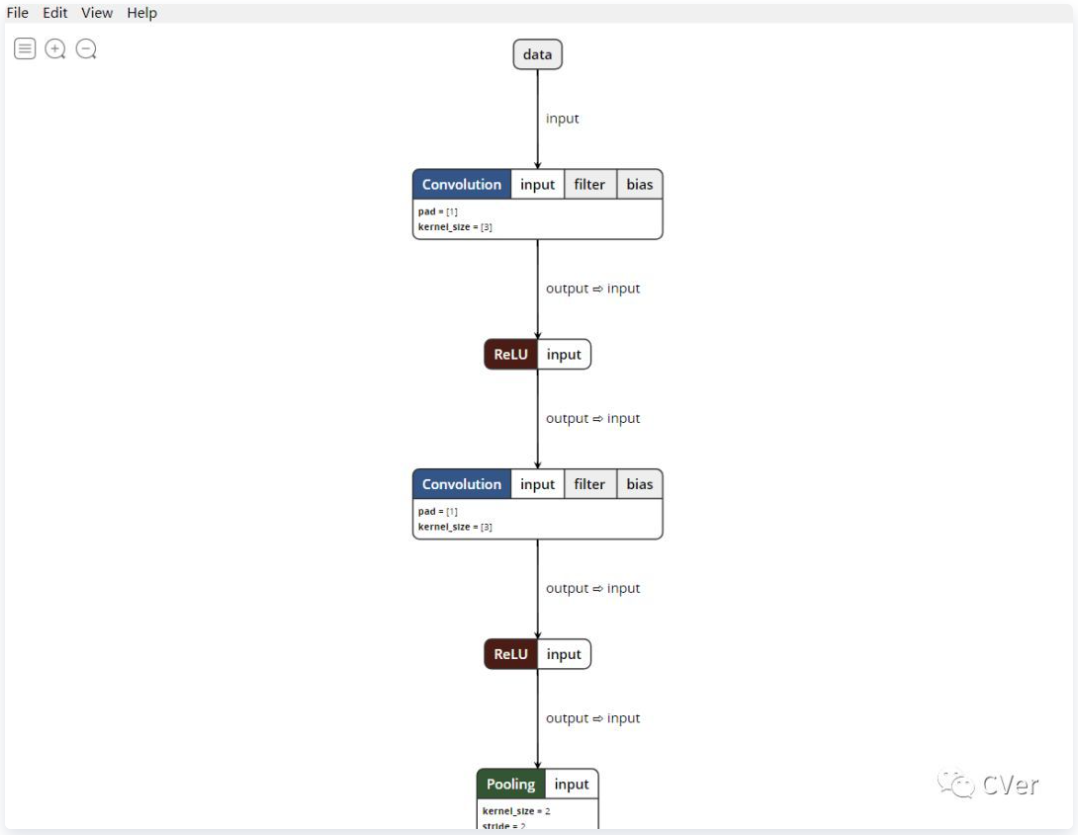 File Edit View Help
data
input
Convolution input filter bias
pad = [1]
kernel_size = [3]
output ⇨ input
ReLU input
output ⇨ input
Convolution input filter bias
pad = [1]
kernel_size = [3]
output ⇨ input
ReLU input
output ⇨ input
Pooling input
kernel_size = 2
stride = 2
CVer